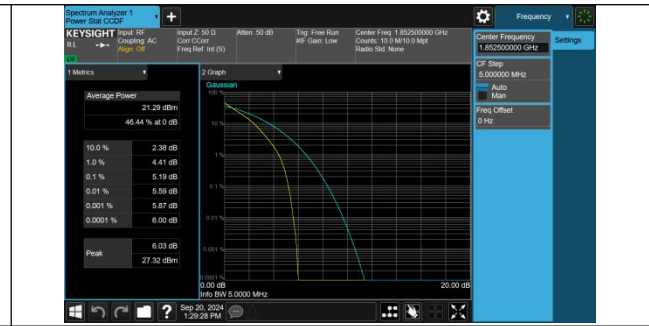 Spectrum Analyzer 1
Power Stat CCDF
+
Frequency
KEYSIGHT
RL
Input: RF
Coupling: AC
Align: Off
Input Z: 50 Ω
Corr CCorr
Freq Ref: Int (S)
Atten: 50 dB
Trig: Free Run
#IF Gain: Low
Center Freq: 1.852500000 GHz
Counts: 10.0 M/10.0 Mpt
Radio Std: None
Center Frequency
1.852500000 GHz
Settings
CF Step
5.000000 MHz
Auto
Man
Freq Offset
0 Hz
1 Metrics
Average Power
21.29 dBm
46.44 % at 0 dB
10.0 % 2.38 dB
1.0 % 4.41 dB
0.1 % 5.19 dB
0.01 % 5.59 dB
0.001 % 5.87 dB
0.0001 % 6.00 dB
Peak
6.03 dB
27.32 dBm
2 Graph
Gaussian
100 %
10 %
1 %
0.1 %
0.01 %
0.001 %
0.0001 %
0.00 dB 20.00 dB
Info BW 5.0000 MHz
?
Sep 20, 2024
1:29:28 PM